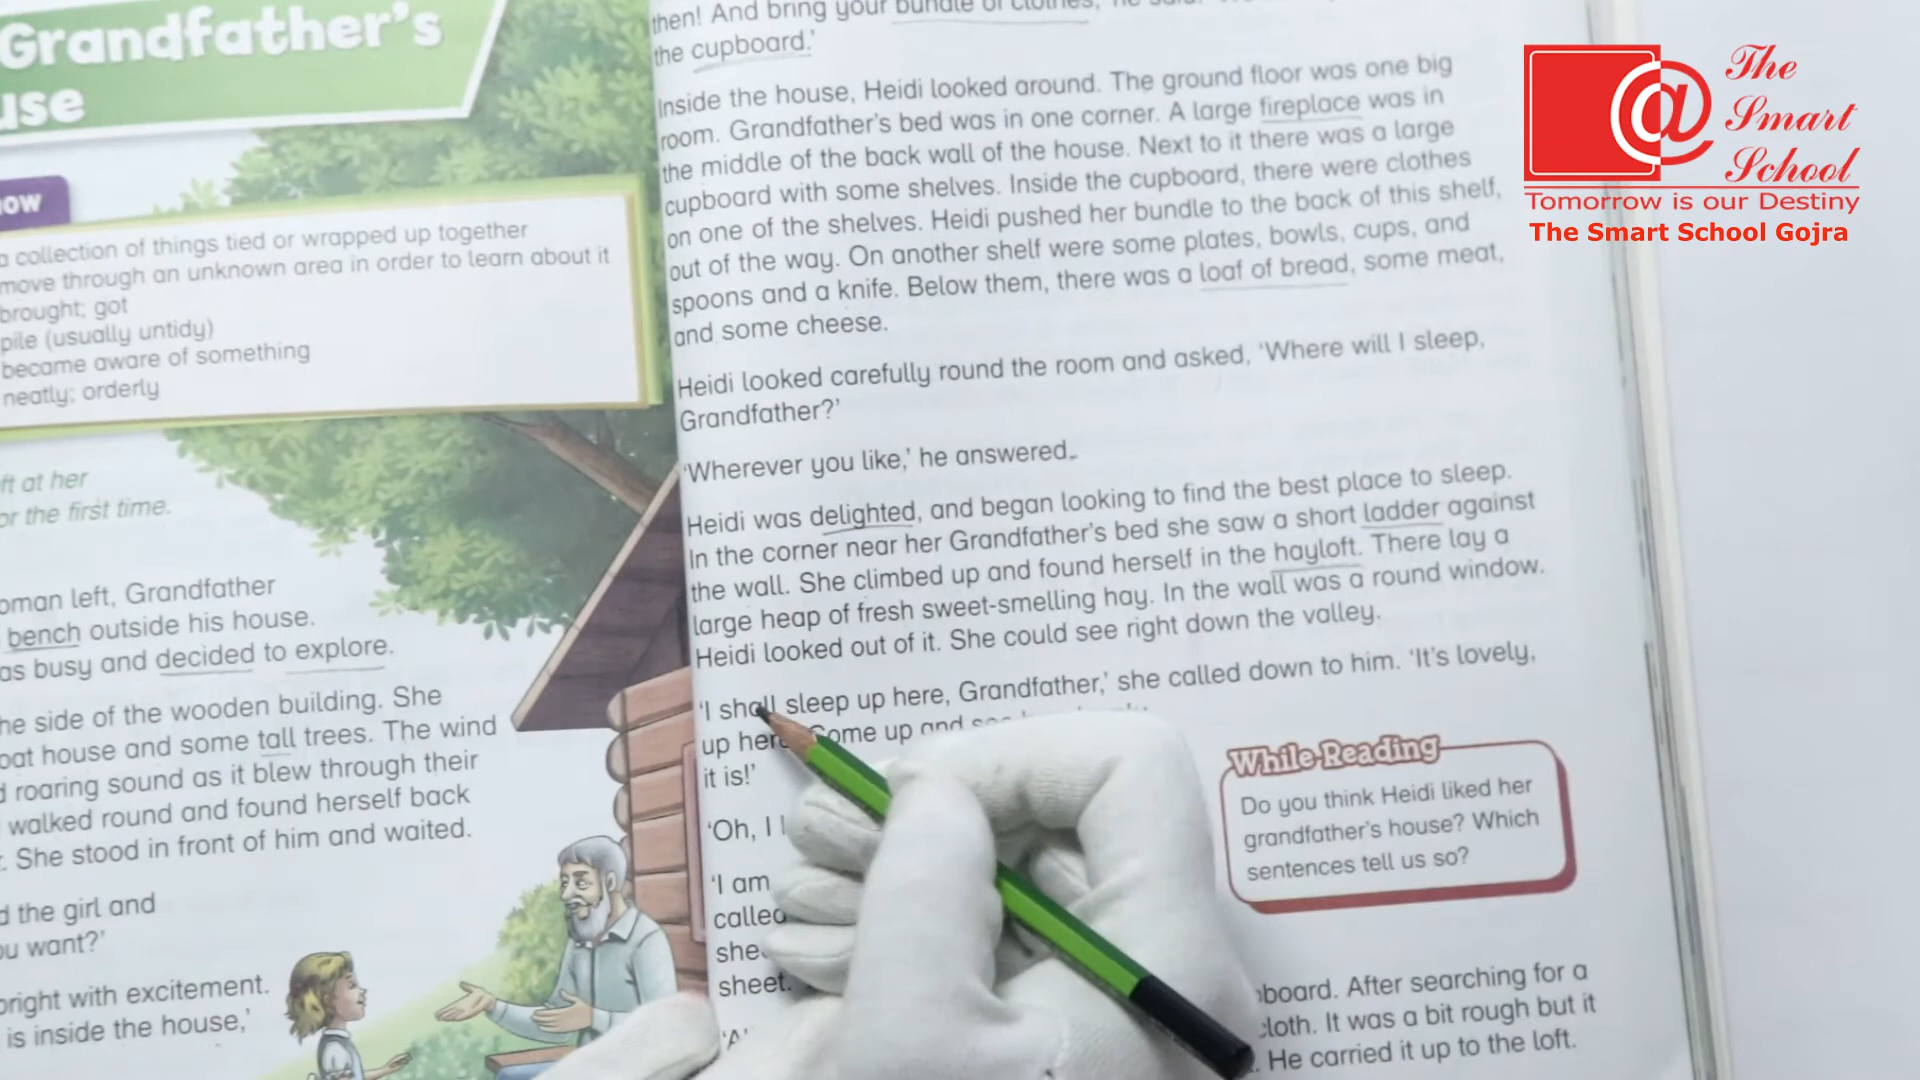 Grandfather's
use
ow
a collection of things tied or wrapped up together
move through an unknown area in order to learn about it
brought; got
pile (usually untidy)
became aware of something
neatly; orderly
ft at her
or the first time.
oman left, Grandfather
bench outside his house.
as busy and decided to explore.
he side of the wooden building. She
oat house and some tall trees. The wind
d roaring sound as it blew through their
walked round and found herself back
. She stood in front of him and waited.
d the girl and
ou want?'
bright with excitement.
is inside the house,'
then! And bring your bundle of clothes,
the cupboard.'
Inside the house, Heidi looked around. The ground floor was one big
room. Grandfather's bed was in one corner. A large fireplace was in
the middle of the back wall of the house. Next to it there was a large
cupboard with some shelves. Inside the cupboard, there were clothes
on one of the shelves. Heidi pushed her bundle to the back of this shelf,
out of the way. On another shelf were some plates, bowls, cups, and
spoons and a knife. Below them, there was a loaf of bread, some meat,
and some cheese.
Heidi looked carefully round the room and asked, 'Where will I sleep,
Grandfather?'
'Wherever you like,' he answered.
Heidi was delighted, and began looking to find the best place to sleep.
In the corner near her Grandfather's bed she saw a short ladder against
the wall. She climbed up and found herself in the hayloft. There lay a
large heap of fresh sweet-smelling hay. In the wall was a round window.
Heidi looked out of it. She could see right down the valley.
'I shall sleep up here, Grandfather,' she called down to him. 'It's lovely,
up here. Come up and
it is!'
'Oh, I
'I am
called
she
sheet.
'A
While Reading
Do you think Heidi liked her
grandfather's house? Which
sentences tell us so?
board. After searching for a
cloth. It was a bit rough but it
. He carried it up to the loft.
@
The
Smart
School
Tomorrow is our Destiny
The Smart School Gojra